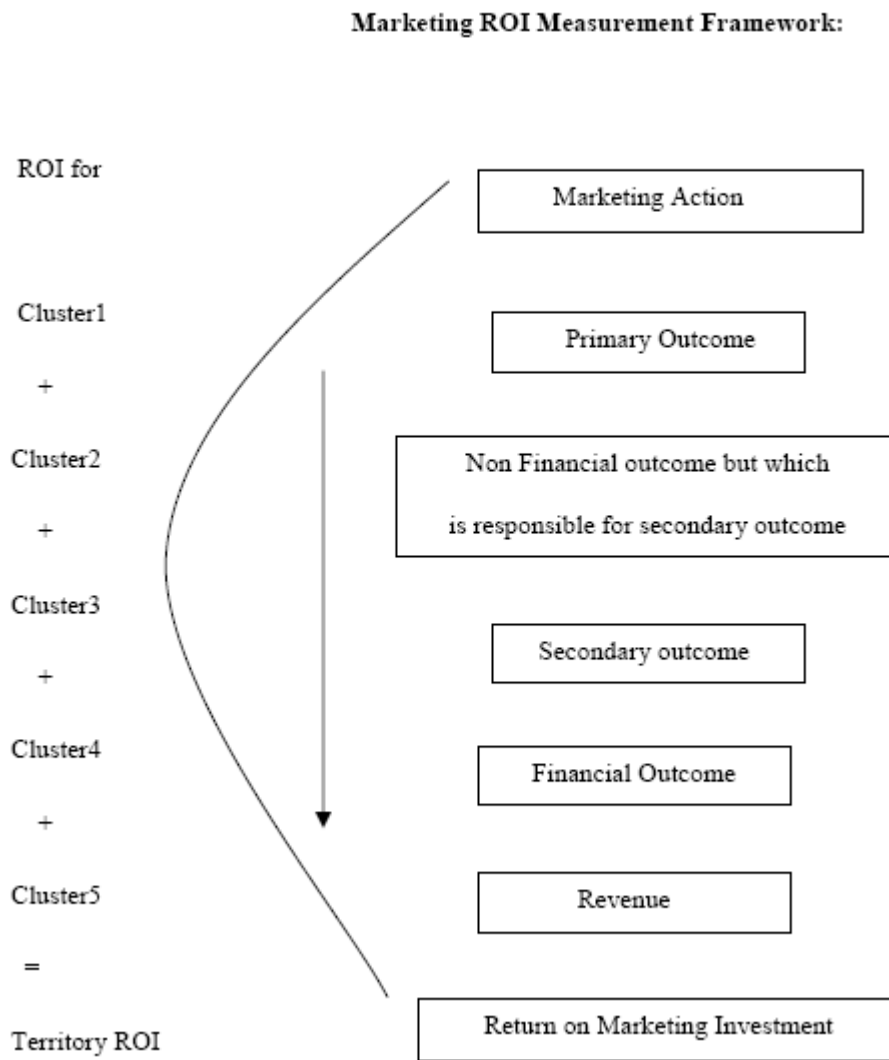 Marketing ROI Measurement Framework:
ROI for
Marketing Action
Cluster1
Primary Outcome
+
Cluster2
Non Financial outcome but which
is responsible for secondary outcome
+
Cluster3
Secondary outcome
+
Cluster4
Financial Outcome
+
Cluster5
Revenue
=
Territory ROI
Return on Marketing Investment